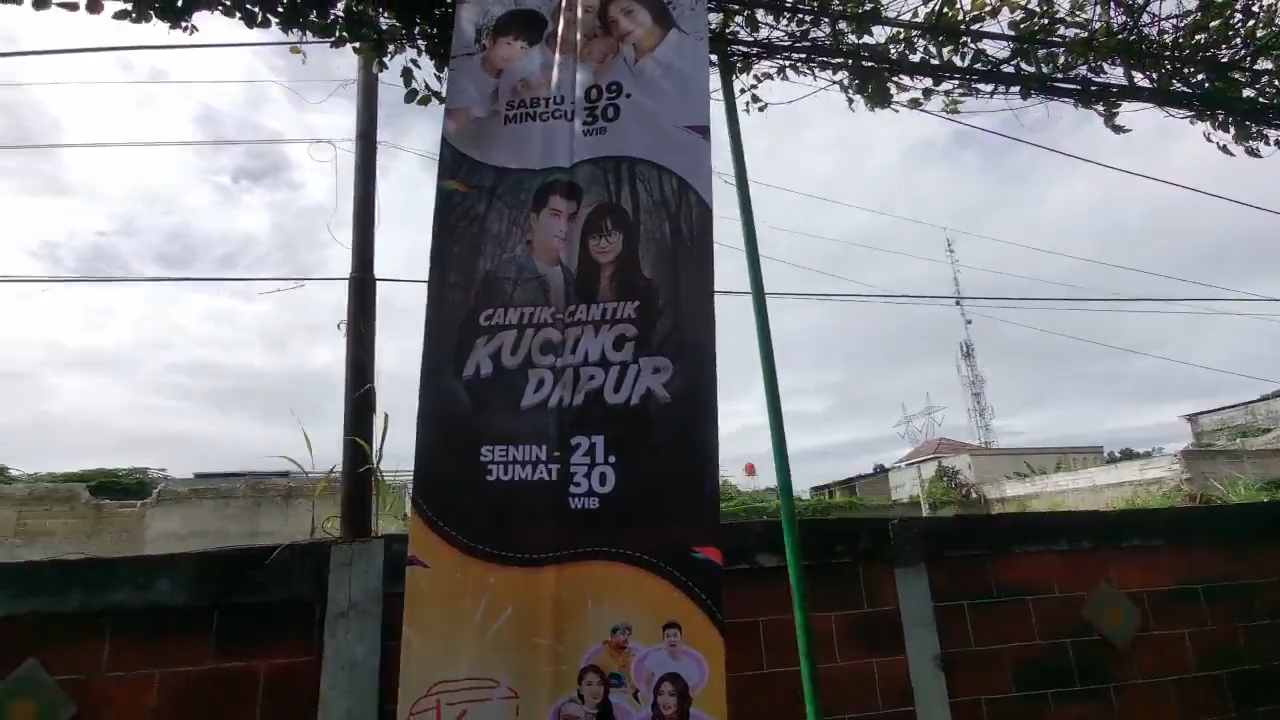 SABTU - 09.
MINGGU 30
WIB
CANTIK-CANTIK
KUCING
DAPUR
SENIN - 21.
JUMAT 30
WIB